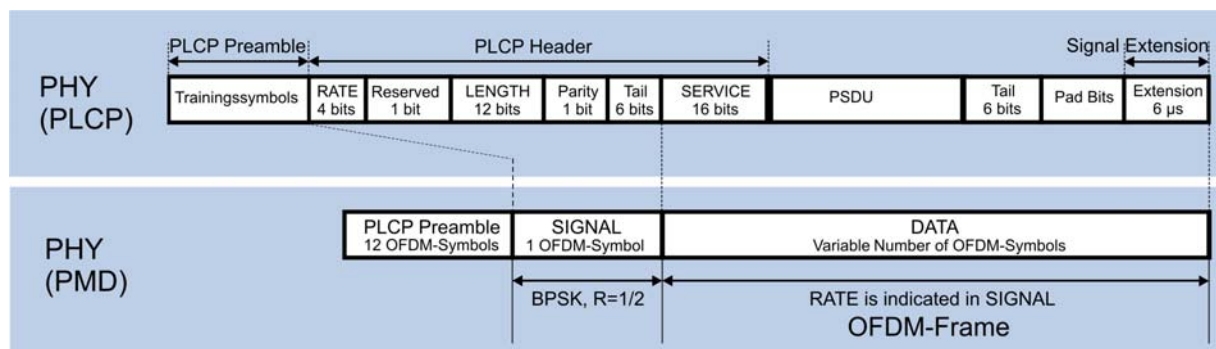 PLCP Preamble
PLCP Header
Signal Extension
PHY
(PLCP)
Trainingssymbols
RATE
4 bits
Reserved
1 bit
LENGTH
12 bits
Parity
1 bit
Tail
6 bits
SERVICE
16 bits
PSDU
Tail
6 bits
Pad Bits
Extension
6 µs
PHY
(PMD)
PLCP Preamble
12 OFDM-Symbols
SIGNAL
1 OFDM-Symbol
DATA
Variable Number of OFDM-Symbols
BPSK, R=1/2
RATE is indicated in SIGNAL
OFDM-Frame